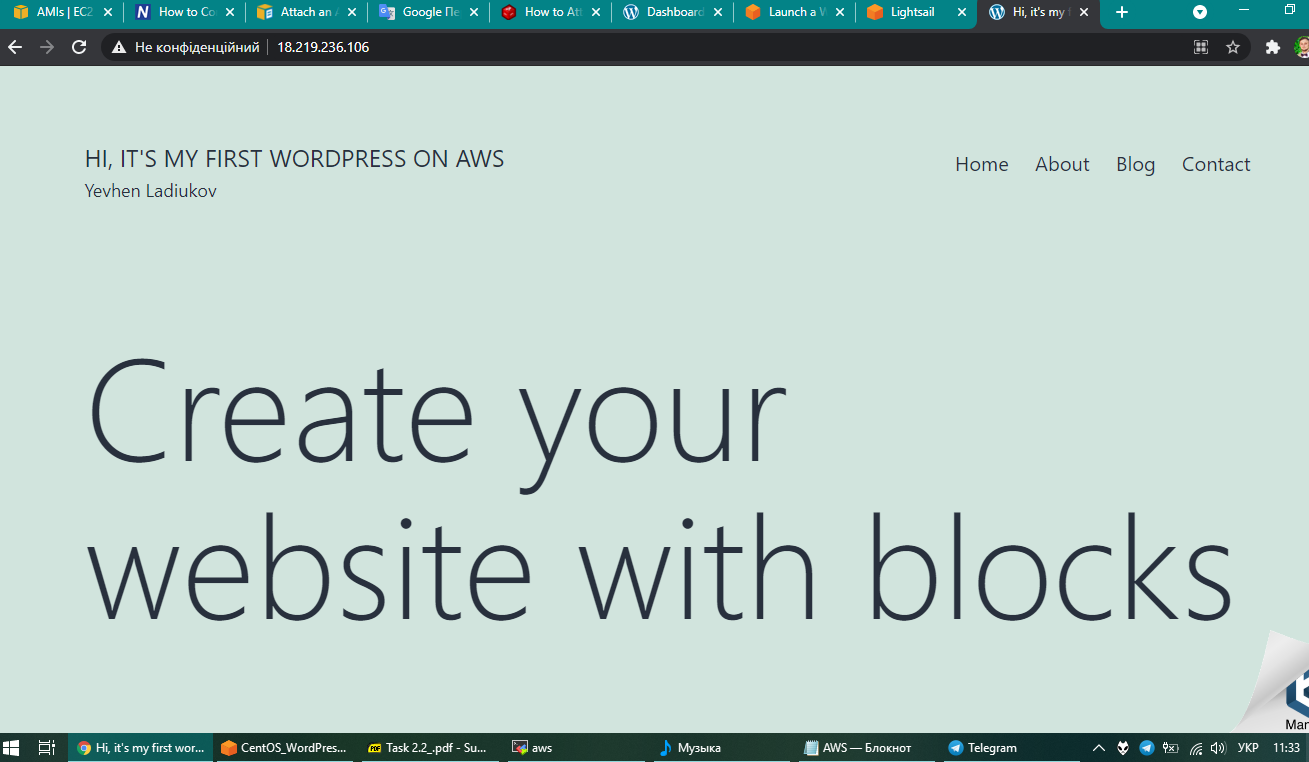 AMIs | EC2
How to Co
Attach an
Google Пе
How to Att
Dashboard
Launch a W
Lightsail
Hi, it's my f
Не конфіденційний
18.219.236.106
HI, IT'S MY FIRST WORDPRESS ON AWS
Yevhen Ladiukov
Home About Blog Contact
Create your
website with blocks
Man
Hi, it's my first wor...
CentOS_WordPres...
Task 2.2_.pdf - Su...
aws
Музыка
AWS — Блокнот
Telegram
УКР
11:33